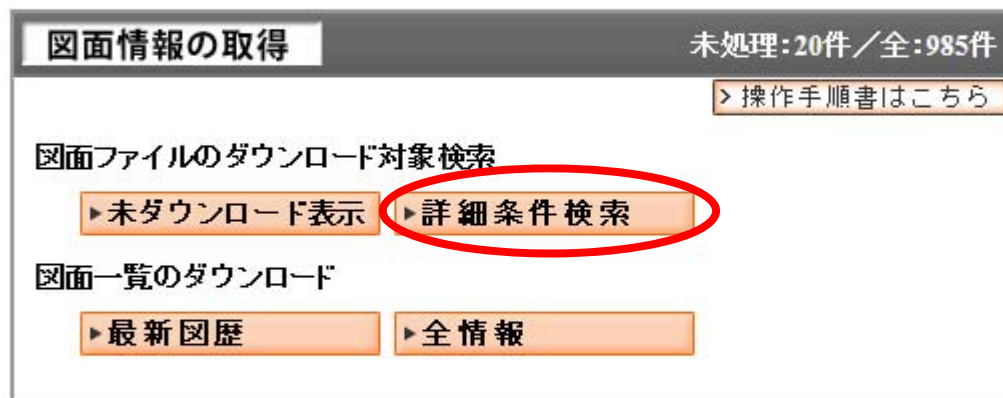 図面情報の取得 未処理:20件／全:985件
操作手順書はこちら
図面ファイルのダウンロード対象検索
未ダウンロード表示 詳細条件検索
図面一覧のダウンロード
最新図歴 全情報